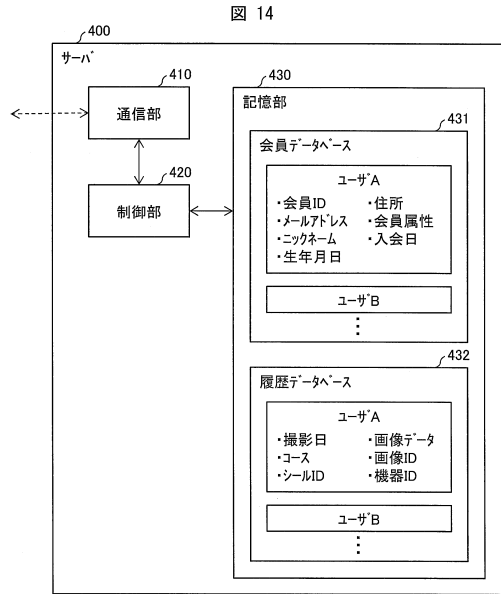 図 14
400
サーバ
410
通信部
420
制御部
430
記憶部
431
会員データベース
ユーザA
・会員ID
・メールアドレス
・ニックネーム
・生年月日
・住所
・会員属性
・入会日
ユーザB
⋮
432
履歴データベース
ユーザA
・撮影日
・コース
・シールID
・画像データ
・画像ID
・機器ID
ユーザB
⋮